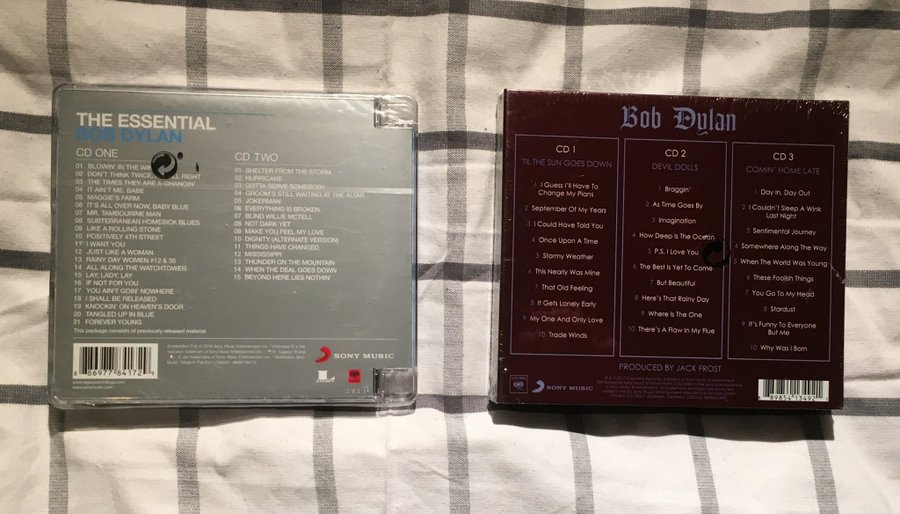 THE ESSENTIAL
BOB DYLAN
CD ONE
01 BLOWIN' IN THE
02 DON'T THINK TWICE RIGHT
03 THE TIMES THEY ARE A-CHANGIN'
04 IT AIN'T ME, BABE
05 MAGGIE'S FARM
06 IT'S ALL OVER NOW, BABY BLUE
07 MR. TAMBOURINE MAN
08 SUBTERRANEAN HOMESICK BLUES
09 LIKE A ROLLING STONE
10 POSITIVELY 4TH STREET
11 I WANT YOU
12 JUST LIKE A WOMAN
13 RAINY DAY WOMEN #12 & 35
14 ALL ALONG THE WATCHTOWER
15 LAY, LADY, LAY
16 IF NOT FOR YOU
17 YOU AIN'T GOIN' NOWHERE
18 I SHALL BE RELEASED
19 KNOCKIN' ON HEAVEN'S DOOR
20 TANGLED UP IN BLUE
21 FOREVER YOUNG
This package consists of previously released material.
CD TWO
01 SHELTER FROM THE STORM
02 HURRICANE
03 GOTTA SERVE SOMEBODY
04 GROOM'S STILL WAITING AT THE ALTAR
05 JOKERMAN
06 EVERYTHING IS BROKEN
07 BLIND WILLIE MCTELL
08 NOT DARK YET
09 MAKE YOU FEEL MY LOVE
10 DIGNITY (ALTERNATE VERSION)
11 THINGS HAVE CHANGED
12 MISSISSIPPI
13 THUNDER ON THE MOUNTAIN
14 WHEN THE DEAL GOES DOWN
15 BEYOND HERE LIES NOTHIN'
8 86977 84172 9
www.legacyrecordings.com
SONY MUSIC
Bob Dylan
CD 1
'TIL THE SUN GOES DOWN
1 I Guess I'll Have To
Change My Plans
2 September Of My Years
3 I Could Have Told You
4 Once Upon A Time
5 Stormy Weather
6 This Nearly Was Mine
7 That Old Feeling
8 It Gets Lonely Early
9 My One And Only Love
10 Trade Winds
CD 2
DEVIL DOLLS
1 Braggin'
2 As Time Goes By
3 Imagination
4 How Deep Is The Ocean
5 P.S. I Love You
6 The Best Is Yet To Come
7 But Beautiful
8 Here's That Rainy Day
9 Where Is The One
10 There's A Flaw In My Flue
CD 3
COMIN' HOME LATE
1 Day In, Day Out
2 I Couldn't Sleep A Wink
Last Night
3 Sentimental Journey
4 Somewhere Along The Way
5 When The World Was Young
6 These Foolish Things
7 You Go To My Head
8 Stardust
9 It's Funny To Everyone
But Me
10 Why Was I Born
PRODUCED BY JACK FROST
SONY MUSIC
89854 13492